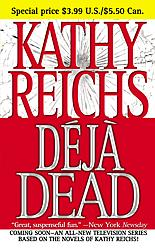 Special price $3.99 U.S./$5.50 Can.
KATHY
REICHS
DÉJÀ
DEAD
"Great, suspenseful fun." —New York Newsday
COMING SOON—AN ALL-NEW TELEVISION SERIES
BASED ON THE NOVELS OF KATHY REICHS!